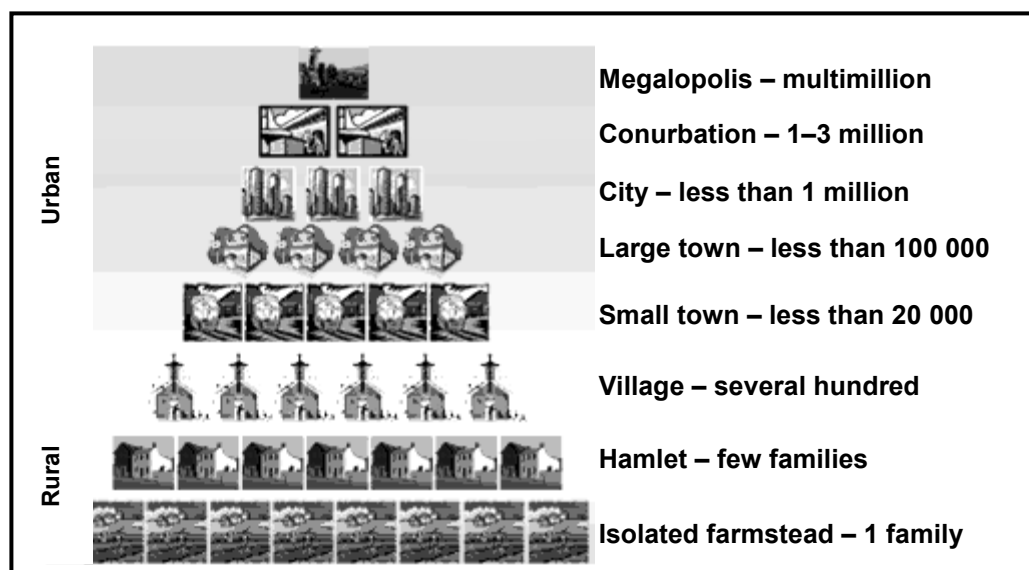 Urban
Rural
Megalopolis – multimillion
Conurbation – 1–3 million
City – less than 1 million
Large town – less than 100 000
Small town – less than 20 000
Village – several hundred
Hamlet – few families
Isolated farmstead – 1 family